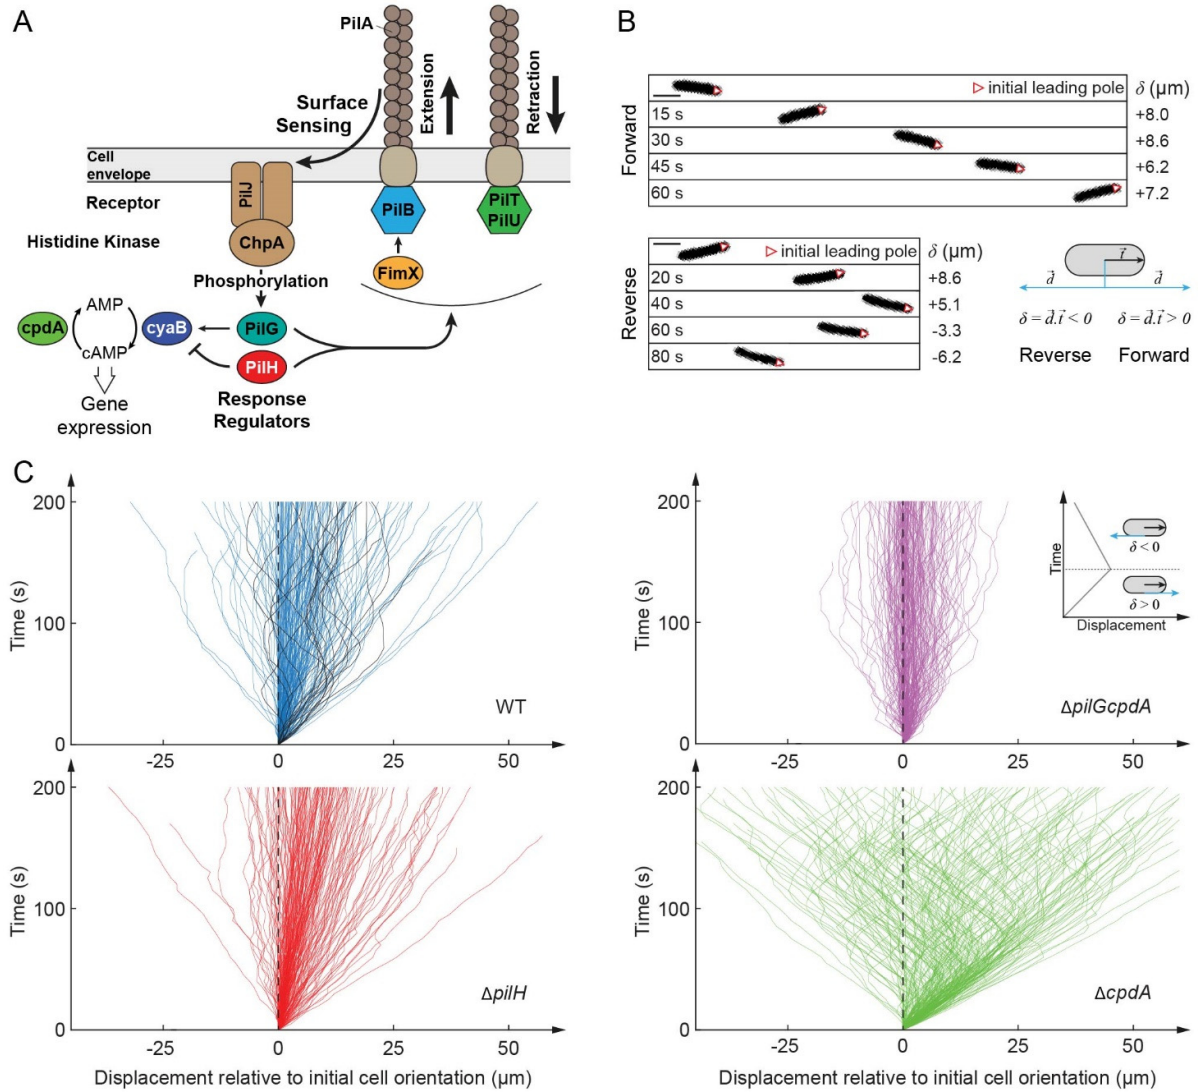 A
PilA
Extension
Retraction
Surface
Sensing
Cell
envelope
Receptor
PilJ
PilB
PilT
PilU
Histidine Kinase
ChpA
FimX
Phosphorylation
cpdA
AMP
cAMP
cyaB
PilG
PilH
Gene
expression
Response
Regulators
B
Forward
initial leading pole
δ (µm)
15 s +8.0
30 s +8.6
45 s +6.2
60 s +7.2
Reverse
initial leading pole
δ (µm)
20 s +8.6
40 s +5.1
60 s -3.3
80 s -6.2
t
d d
δ = d.t < 0 δ = d.t > 0
Reverse Forward
C
Time (s)
200
100
0
-25 0 25 50
WT
Time (s)
200
100
0
-25 0 25 50
ΔpilGcpdA
Time
δ < 0
δ > 0
Displacement
Time (s)
200
100
0
-25 0 25 50
ΔpilH
Displacement relative to initial cell orientation (µm)
Time (s)
200
100
0
-25 0 25 50
ΔcpdA
Displacement relative to initial cell orientation (µm)